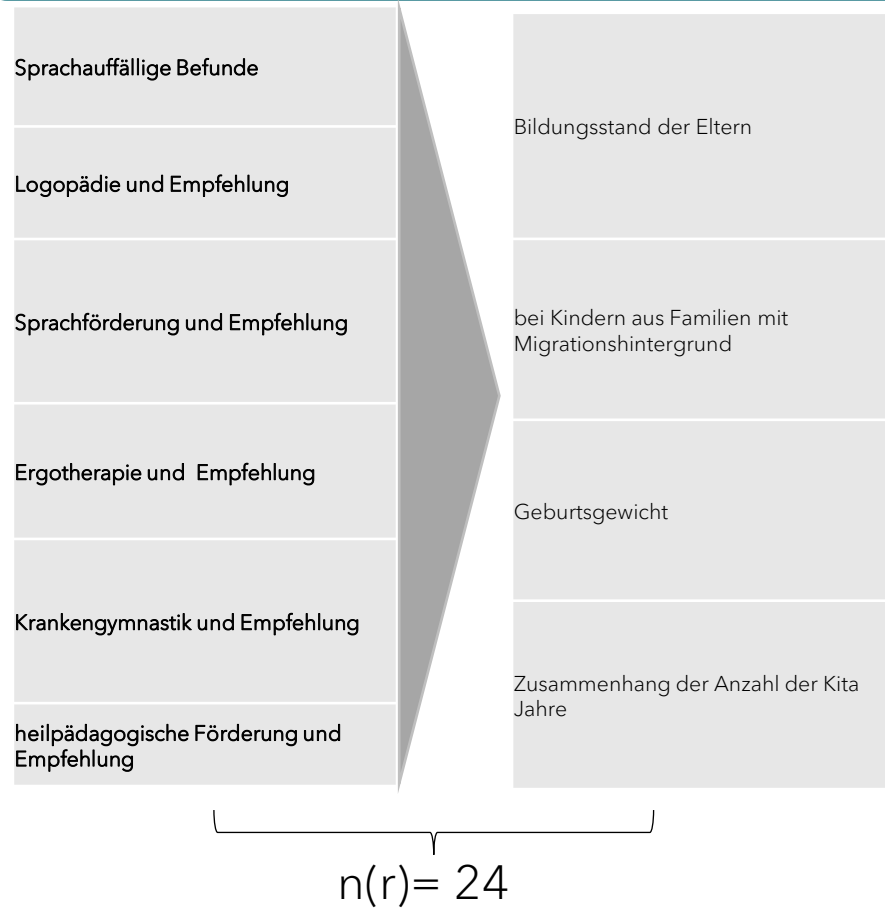 Sprachauffällige Befunde
Logopädie und Empfehlung
Sprachförderung und Empfehlung
Ergotherapie und  Empfehlung
Krankengymnastik und Empfehlung
heilpädagogische Förderung und
Empfehlung
Bildungsstand der Eltern
bei Kindern aus Familien mit
Migrationshintergrund
Geburtsgewicht
Zusammenhang der Anzahl der Kita
Jahre
n(r)= 24